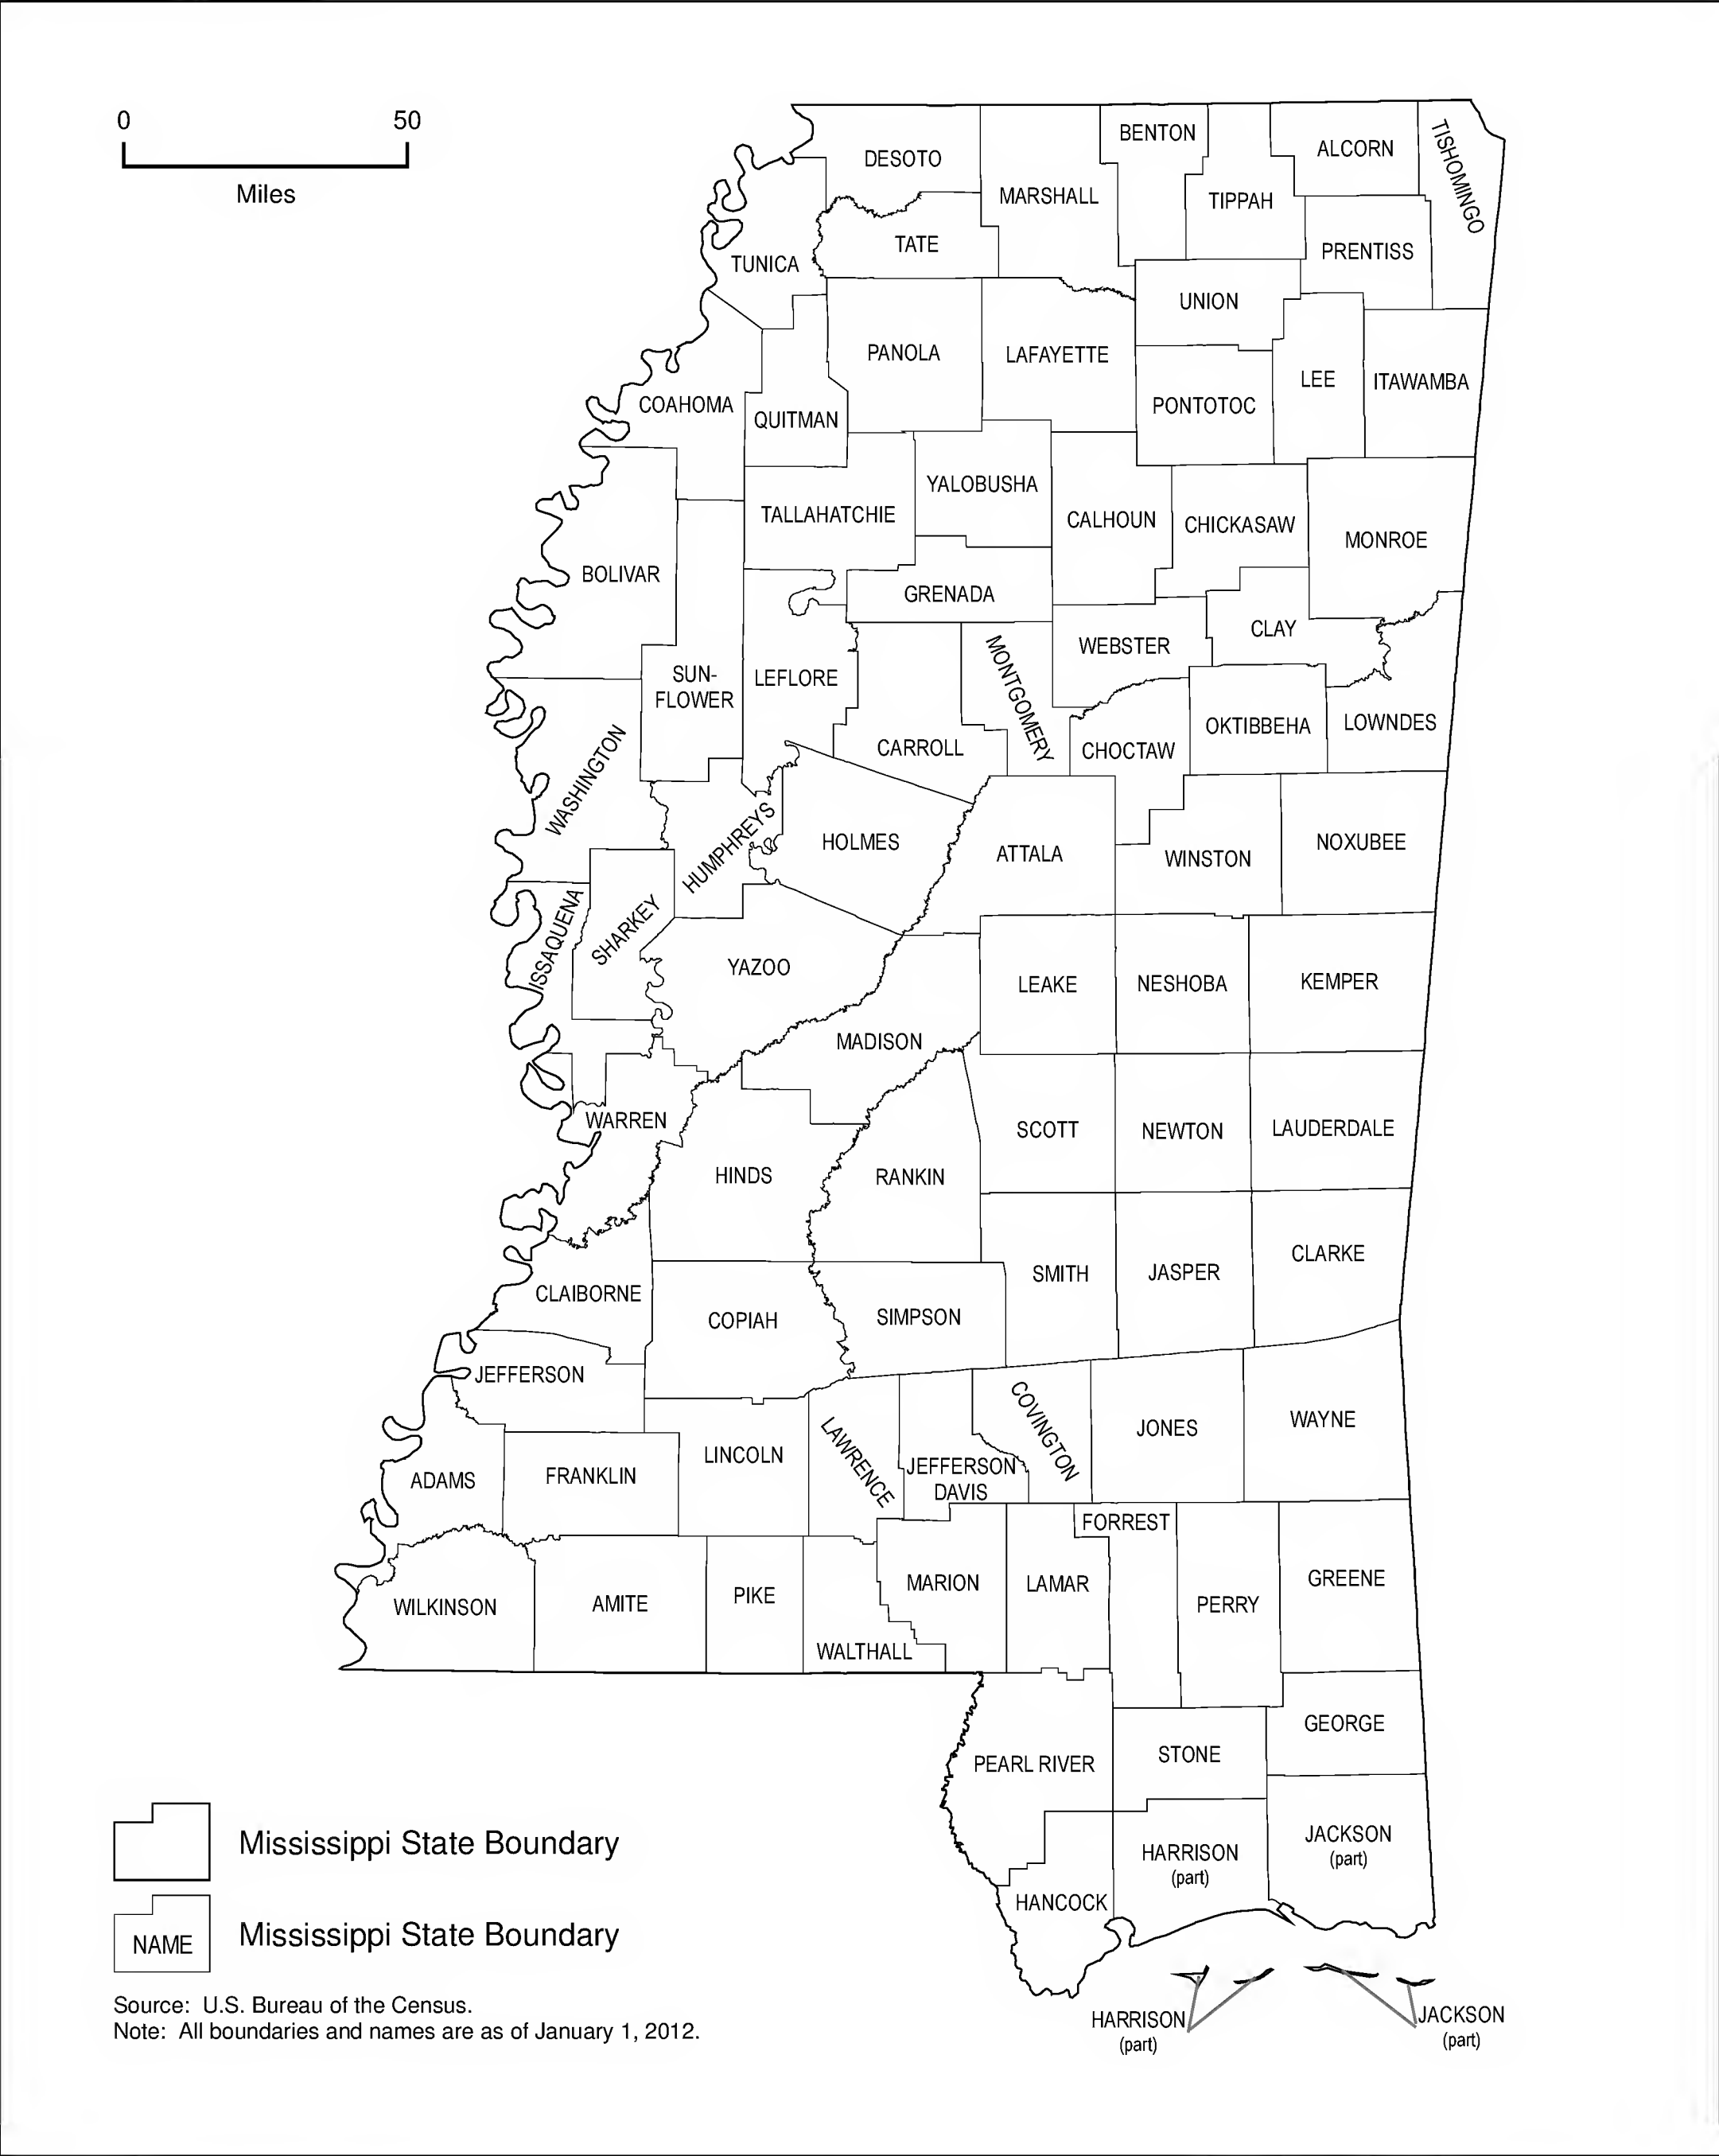 0 50
Miles
DESOTO
MARSHALL
BENTON
TIPPAH
ALCORN
TISHOMINGO
TUNICA
TATE
PRENTISS
UNION
PANOLA
LAFAYETTE
PONTOTOC
LEE
ITAWAMBA
COAHOMA
QUITMAN
YALOBUSHA
TALLAHATCHIE
CALHOUN
CHICKASAW
MONROE
BOLIVAR
GRENADA
CLAY
WEBSTER
SUN-
FLOWER
LEFLORE
MONTGOMERY
OKTIBBEHA
LOWNDES
CARROLL
CHOCTAW
WASHINGTON
HUMPHREYS
HOLMES
ATTALA
WINSTON
NOXUBEE
ISSAQUENA
SHARKEY
YAZOO
LEAKE
NESHOBA
KEMPER
MADISON
WARREN
HINDS
RANKIN
SCOTT
NEWTON
LAUDERDALE
CLAIBORNE
COPIAH
SIMPSON
SMITH
JASPER
CLARKE
JEFFERSON
ADAMS
FRANKLIN
LINCOLN
LAWRENCE
JEFFERSON
DAVIS
COVINGTON
JONES
WAYNE
WILKINSON
AMITE
PIKE
WALTHALL
MARION
LAMAR
FORREST
PERRY
GREENE
PEARL RIVER
STONE
GEORGE
HANCOCK
HARRISON
(part)
JACKSON
(part)
HARRISON
(part)
JACKSON
(part)
Mississippi State Boundary
NAME
Mississippi State Boundary
Source: U.S. Bureau of the Census.
Note: All boundaries and names are as of January 1, 2012.